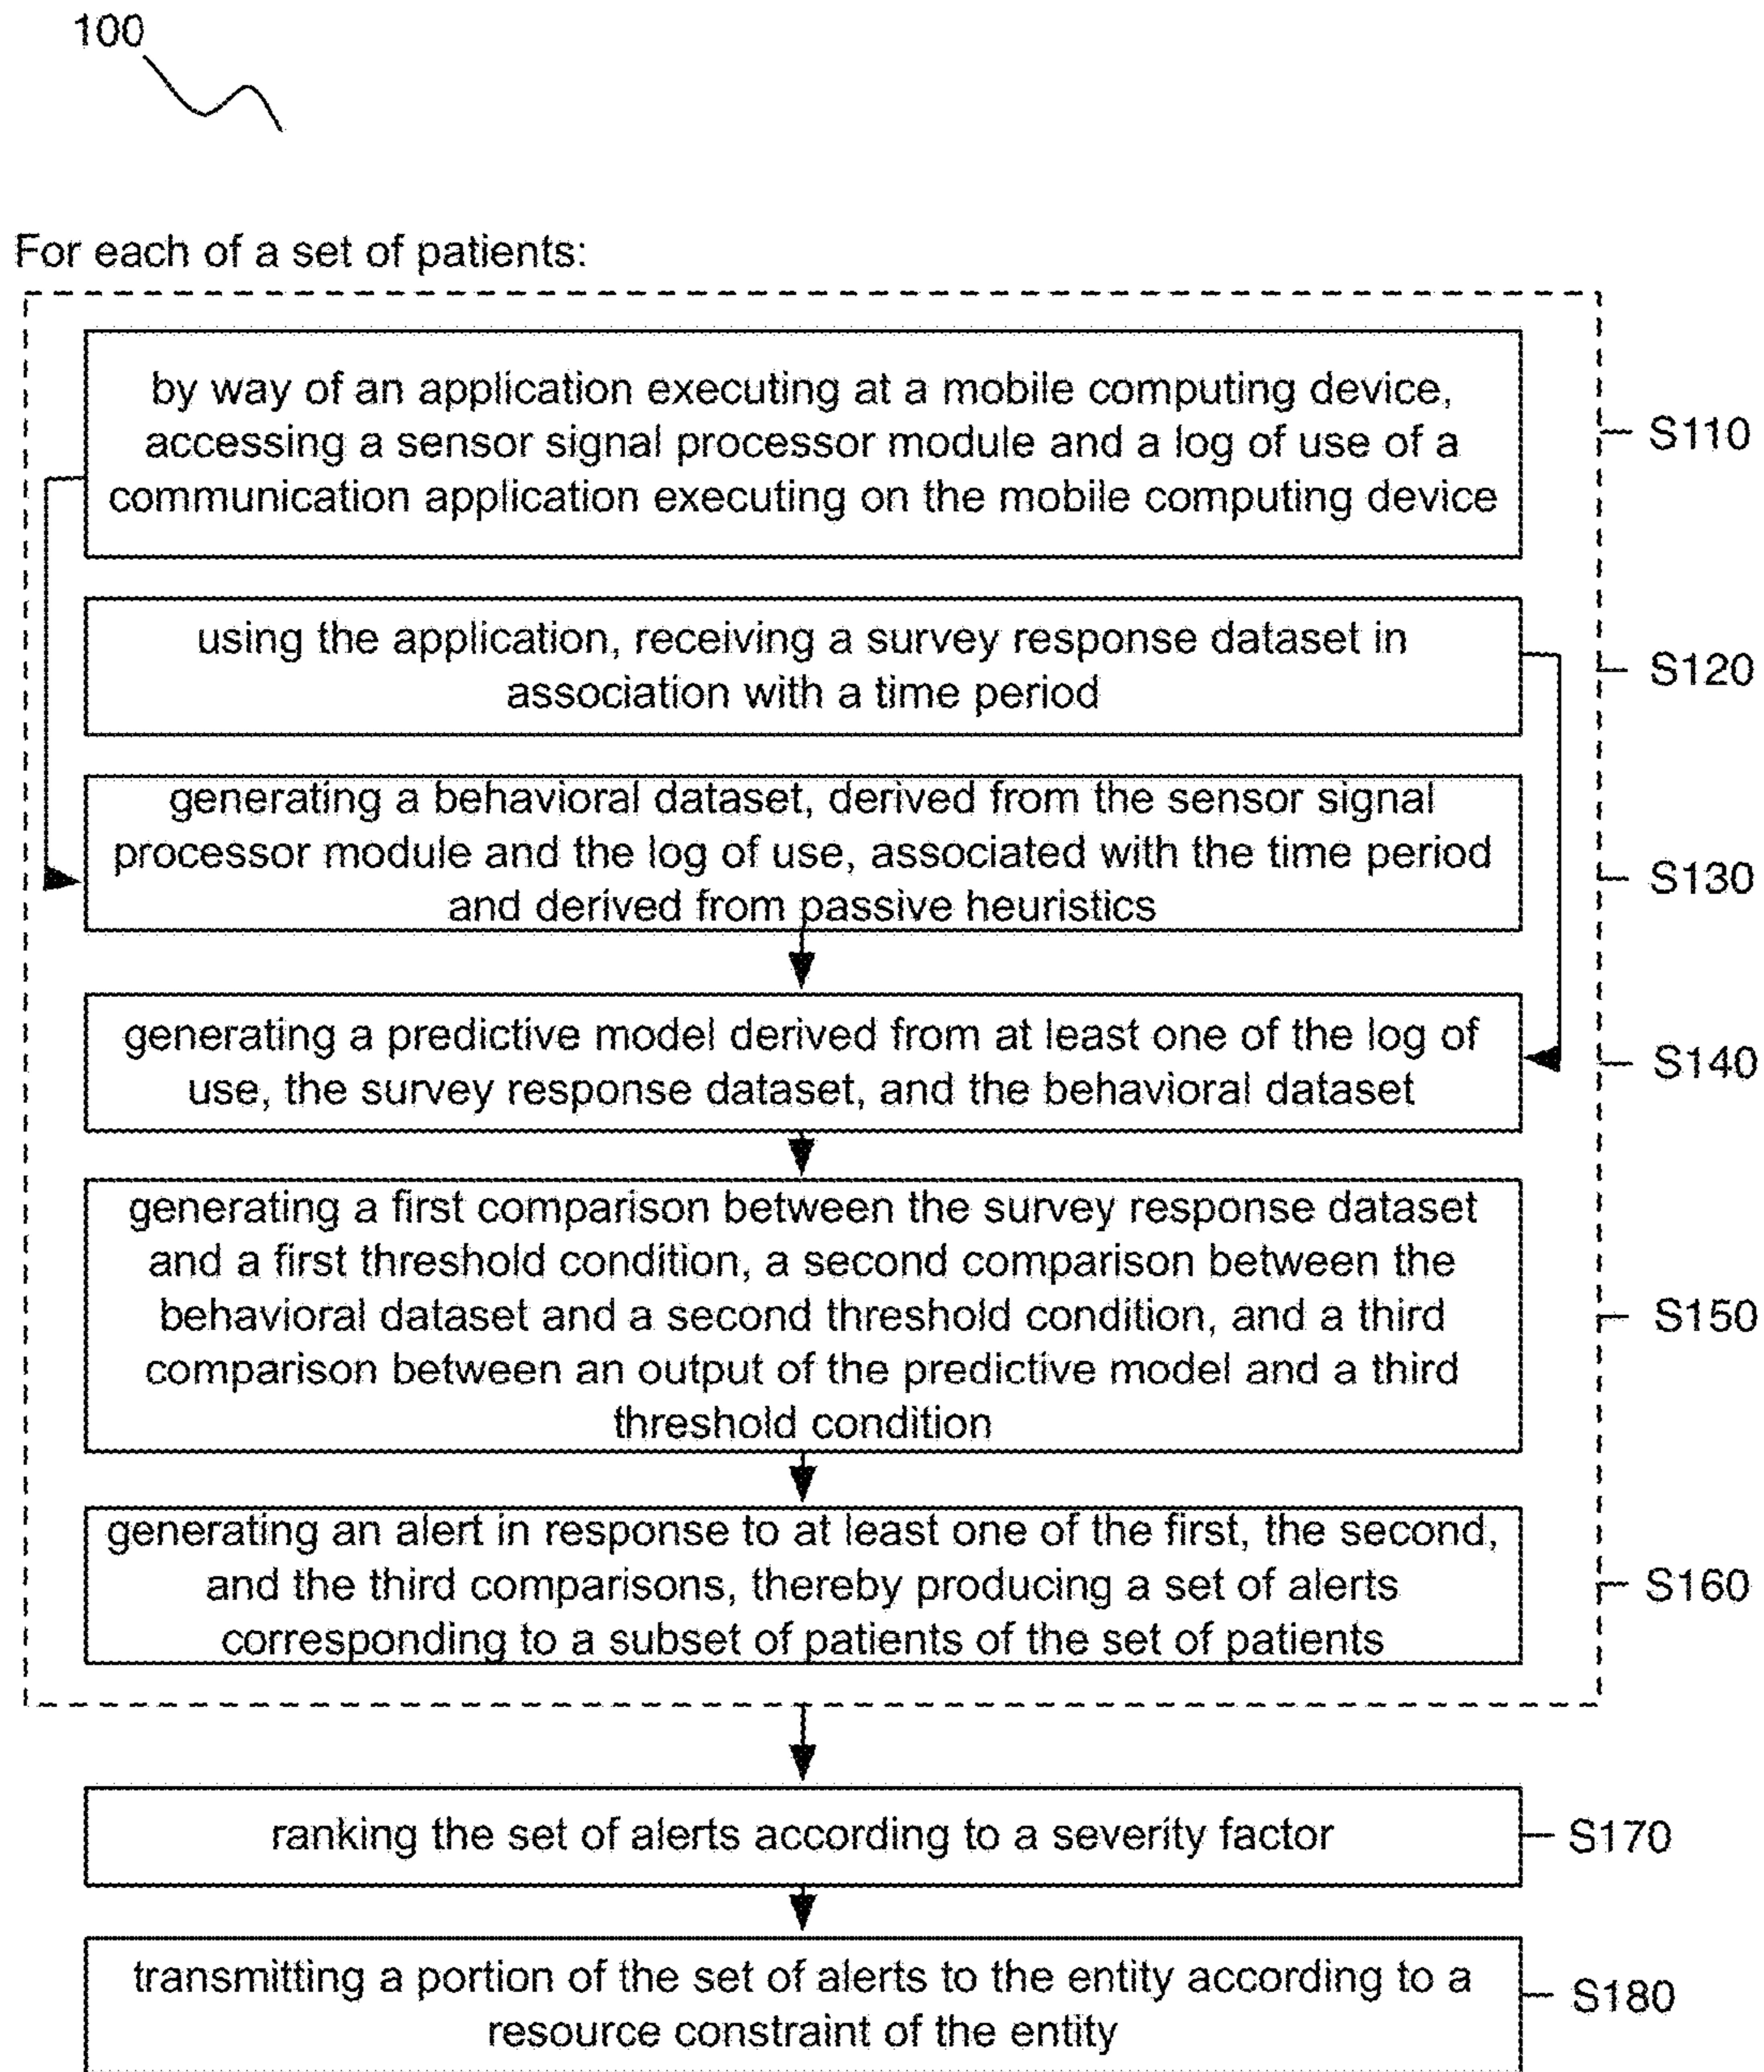 100
For each of a set of patients:
by way of an application executing at a mobile computing device,
accessing a sensor signal processor module and a log of use of a
communication application executing on the mobile computing device
S110
using the application, receiving a survey response dataset in
association with a time period
S120
generating a behavioral dataset, derived from the sensor signal
processor module and the log of use, associated with the time period
and derived from passive heuristics
S130
generating a predictive model derived from at least one of the log of
use, the survey response dataset, and the behavioral dataset
S140
generating a first comparison between the survey response dataset
and a first threshold condition, a second comparison between the
behavioral dataset and a second threshold condition, and a third
comparison between an output of the predictive model and a third
threshold condition
S150
generating an alert in response to at least one of the first, the second,
and the third comparisons, thereby producing a set of alerts
corresponding to a subset of patients of the set of patients
S160
ranking the set of alerts according to a severity factor
S170
transmitting a portion of the set of alerts to the entity according to a
resource constraint of the entity
S180